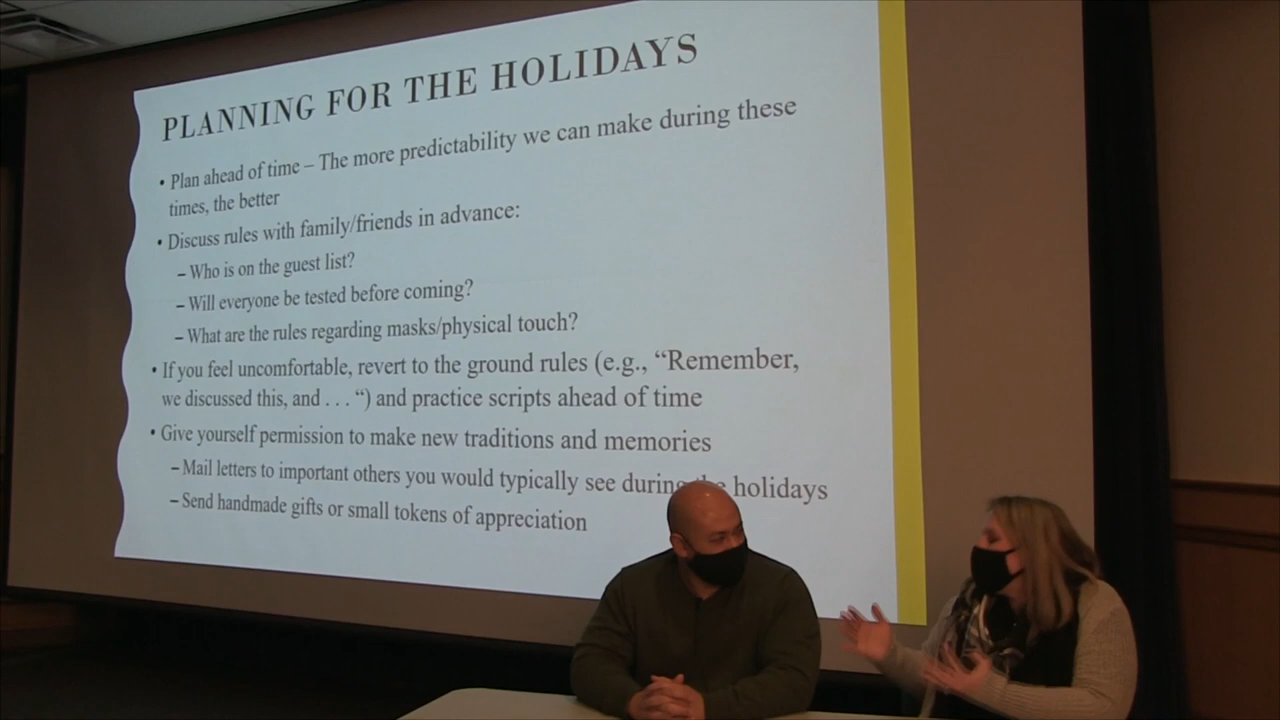 PLANNING FOR THE HOLIDAYS
• Plan ahead of time – The more predictability we can make during these
times, the better
• Discuss rules with family/friends in advance:
– Who is on the guest list?
– Will everyone be tested before coming?
– What are the rules regarding masks/physical touch?
• If you feel uncomfortable, revert to the ground rules (e.g., “Remember,
we discussed this, and . . . “) and practice scripts ahead of time
• Give yourself permission to make new traditions and memories
– Mail letters to important others you would typically see during the holidays
– Send handmade gifts or small tokens of appreciation